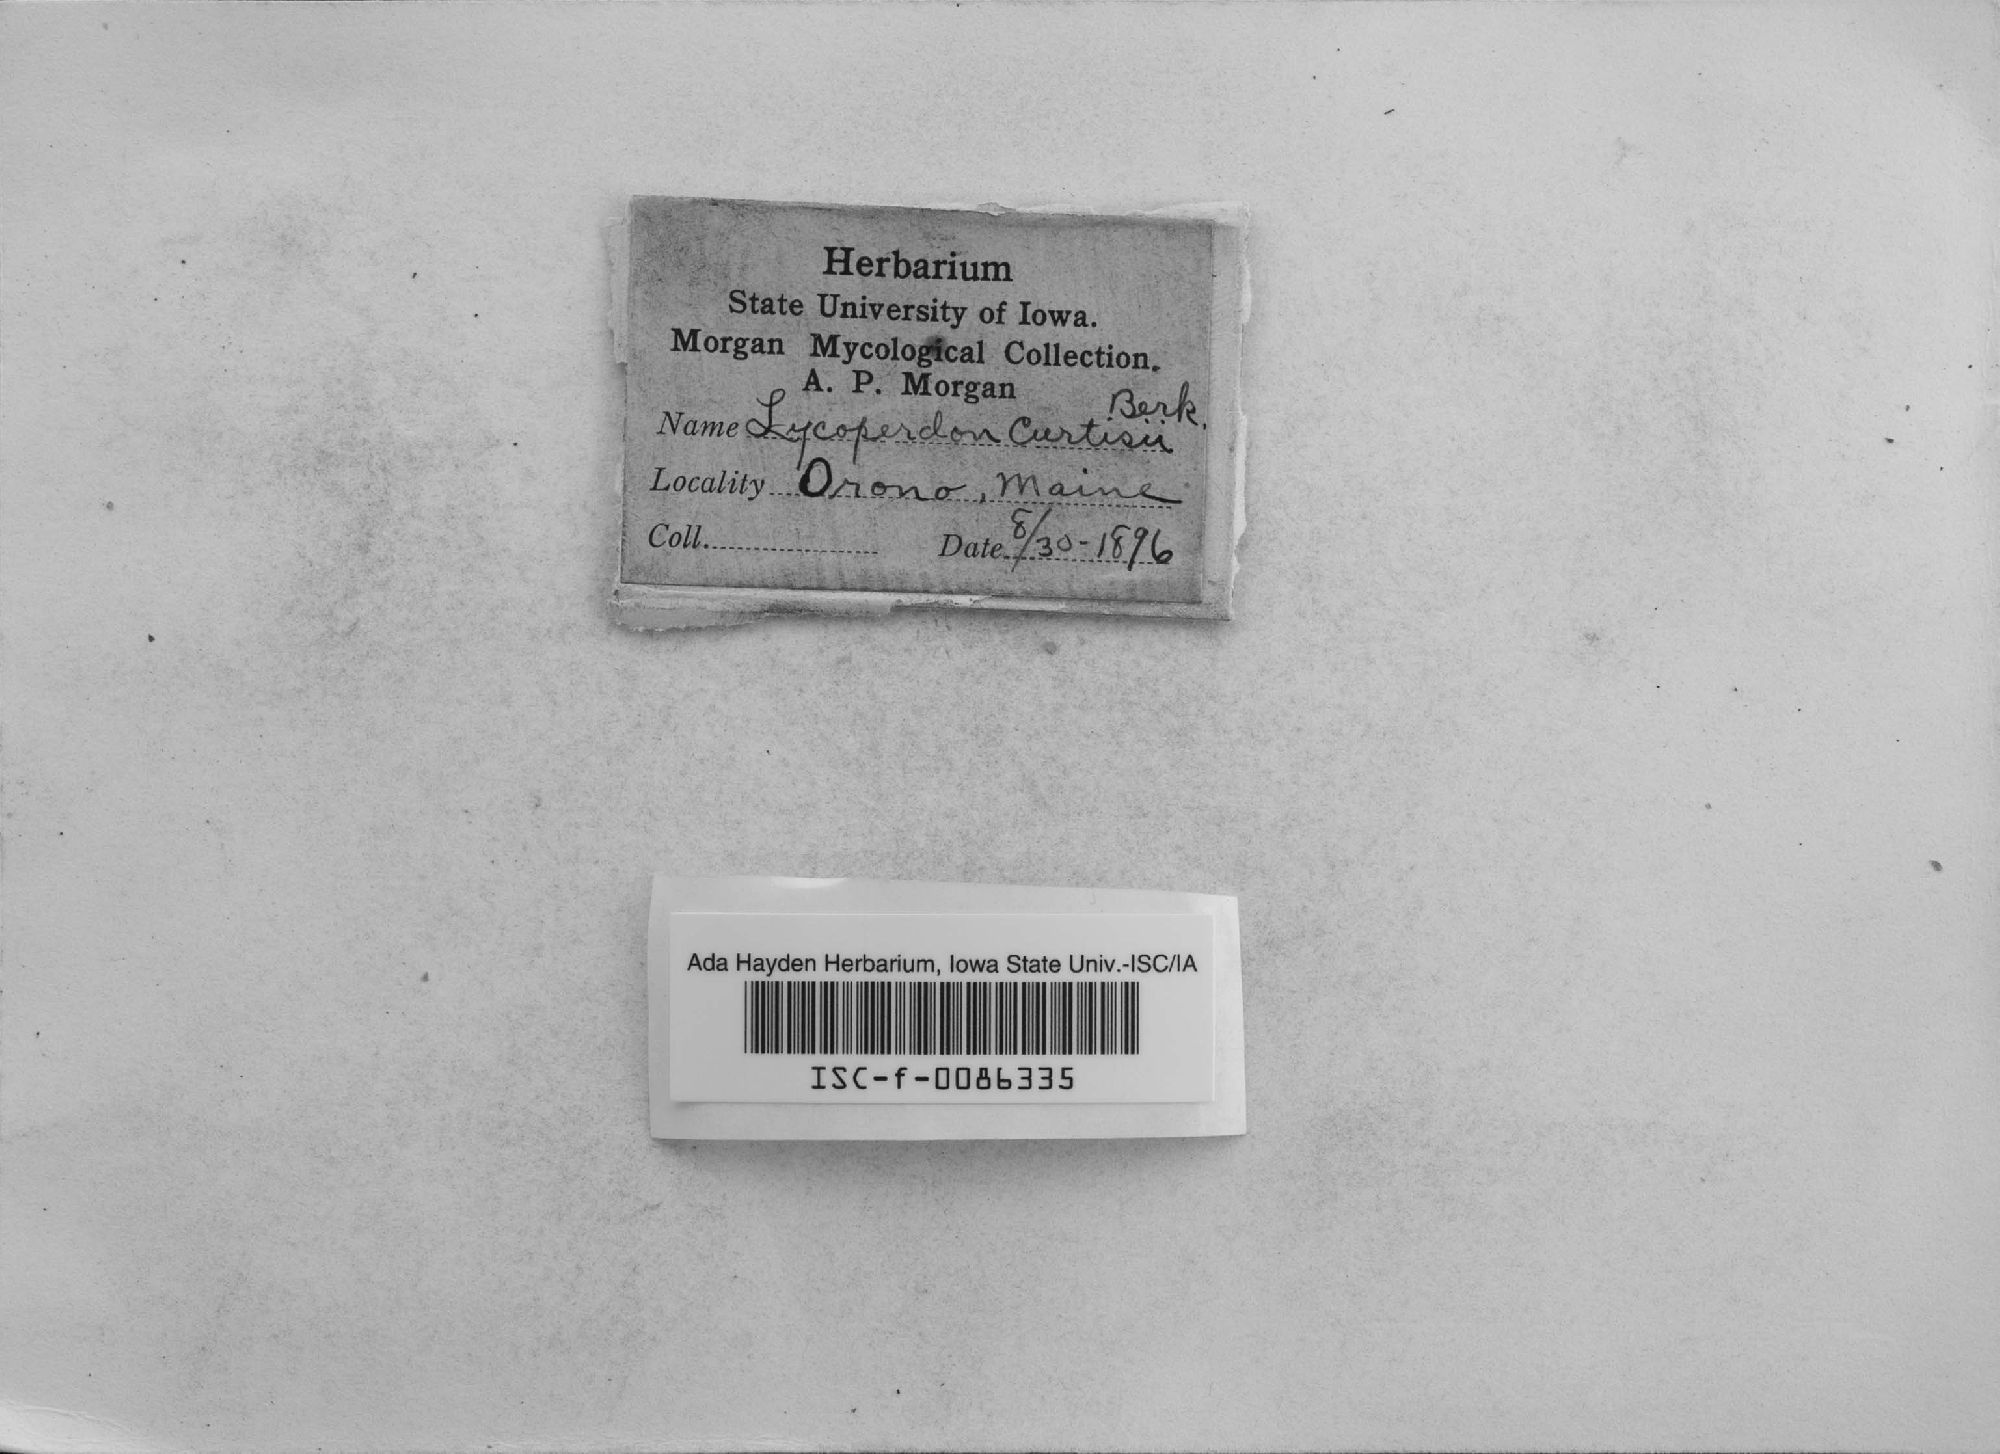 Herbarium
State University of Iowa.
Morgan Mycological Collection.
A. P. Morgan
Berk.
Name Lycoperdon Curtisii
Locality Orono, Maine
Coll. Date 8/30-1896
Ada Hayden Herbarium, Iowa State Univ.-ISC/IA
ISC-f-0086335